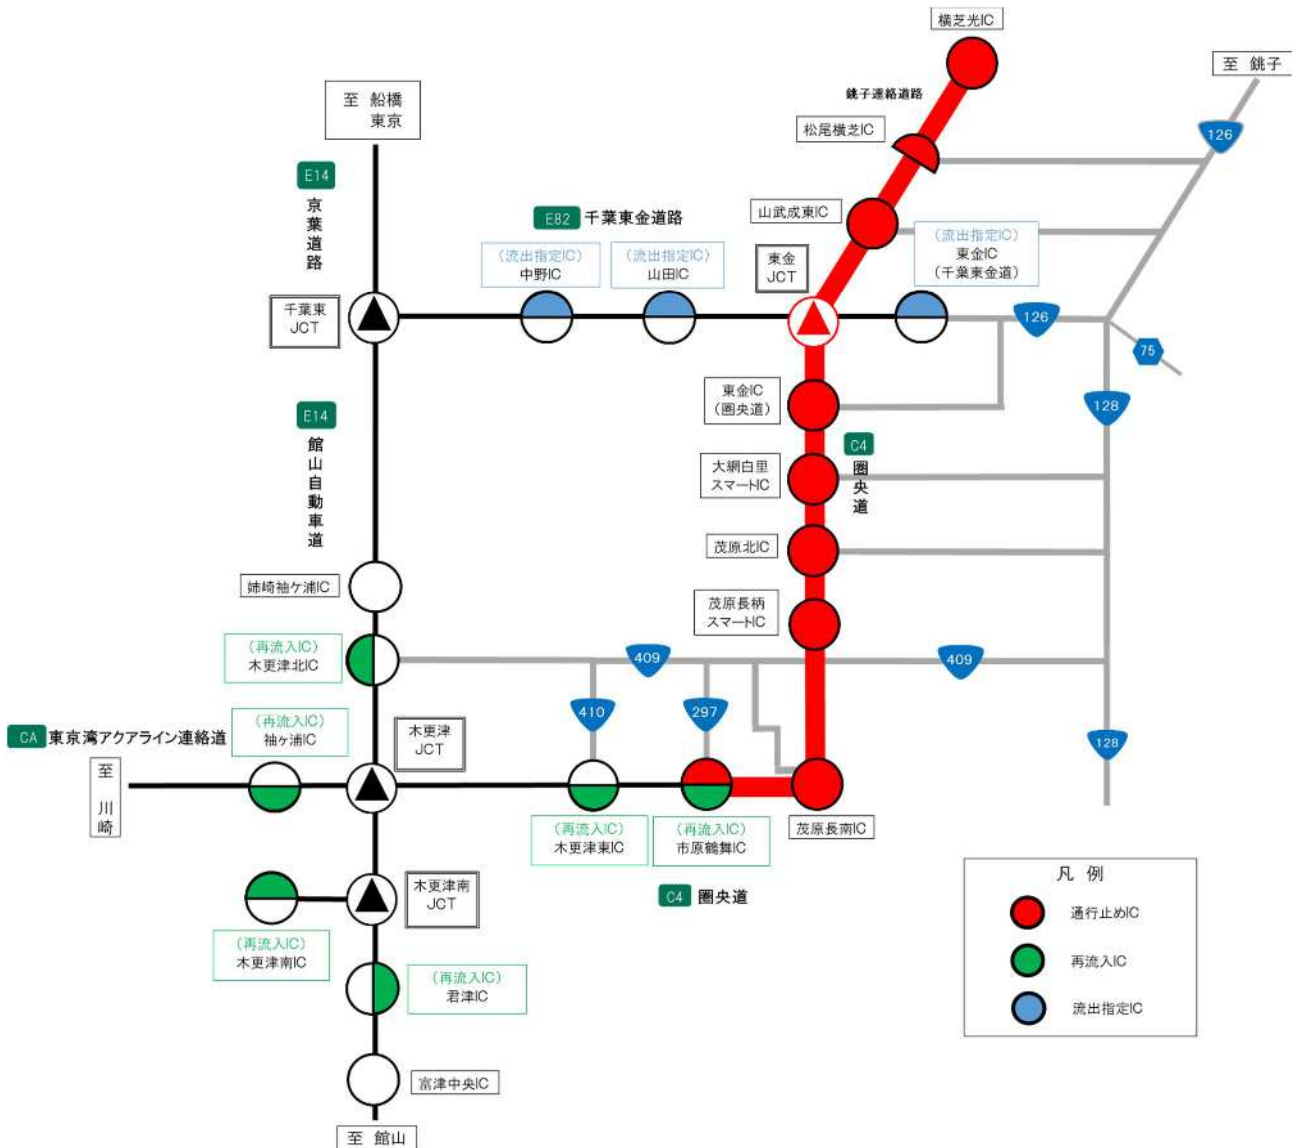 横芝光IC
至 銚子
銚子連絡道路
至 船橋
東京
松尾横芝IC
126
E14
京葉道路
E82 千葉東金道路
山武成東IC
(流出指定IC)
中野IC
(流出指定IC)
山田IC
東金
JCT
(流出指定IC)
東金IC
(千葉東金道)
千葉東
JCT
126
75
東金IC
(圏央道)
128
E14
館山自動車道
C4
圏央道
大網白里
スマートIC
茂原北IC
姉崎袖ケ浦IC
茂原長柄
スマートIC
(再流入IC)
木更津北IC
409
409
410
297
CA 東京湾アクアライン連絡道
(再流入IC)
袖ヶ浦IC
木更津
JCT
128
至 川崎
(再流入IC)
木更津東IC
(再流入IC)
市原鶴舞IC
茂原長南IC
C4 圏央道
木更津南
JCT
(再流入IC)
木更津南IC
(再流入IC)
君津IC
富津中央IC
至 館山
凡 例
通行止めIC
再流入IC
流出指定IC